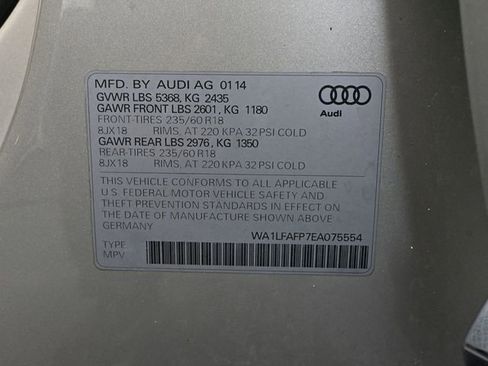 MFD. BY AUDI AG 01 14
GVWR LBS 5368, KG 2435
GAWR FRONT LBS 2601, KG 1180
FRONT-TIRES 235/60 R18
8JX18 RIMS, AT 220 KPA 32 PSI COLD
GAWR REAR LBS 2976, KG 1350
REAR-TIRES 235/60 R18
8JX18 RIMS, AT 220 KPA 32 PSI COLD
Audi
THIS VEHICLE CONFORMS TO ALL APPLICABLE
U.S. FEDERAL MOTOR VEHICLE SAFETY AND
THEFT PREVENTION STANDARDS IN EFFECT ON
THE DATE OF MANUFACTURE SHOWN ABOVE
GERMANY
WA1LFAFP7EA075554
TYPE
MPV